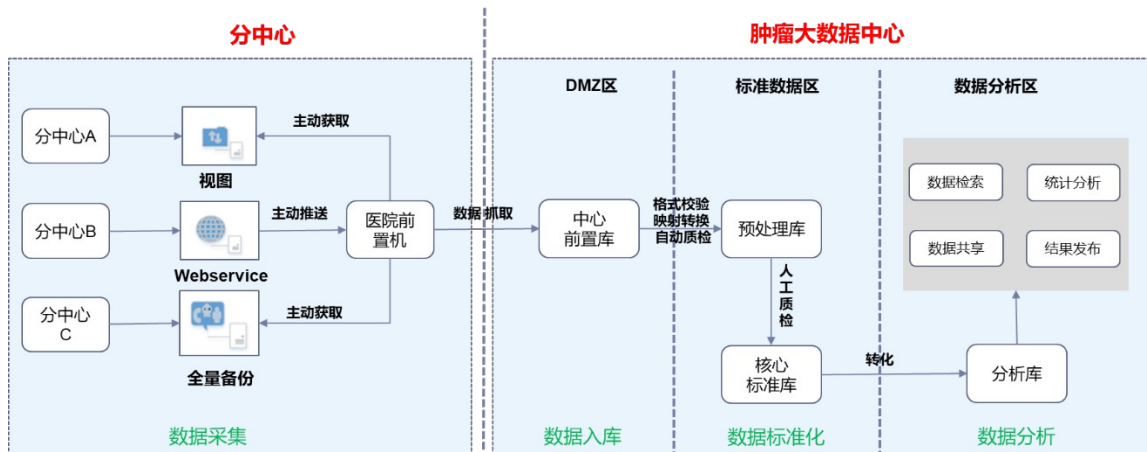 分中心
肿瘤大数据中心
DMZ区
标准数据区
数据分析区
分中心A
主动获取
视图
数据检索
统计分析
分中心B
主动推送
Webservice
医院前
置机
数据 抓取
中心
前置库
格式校验
映射转换
自动质检
预处理库
数据共享
结果发布
人
工
质
检
分中心
C
主动获取
全量备份
核心
标准库
转化
分析库
数据采集
数据入库
数据标准化
数据分析